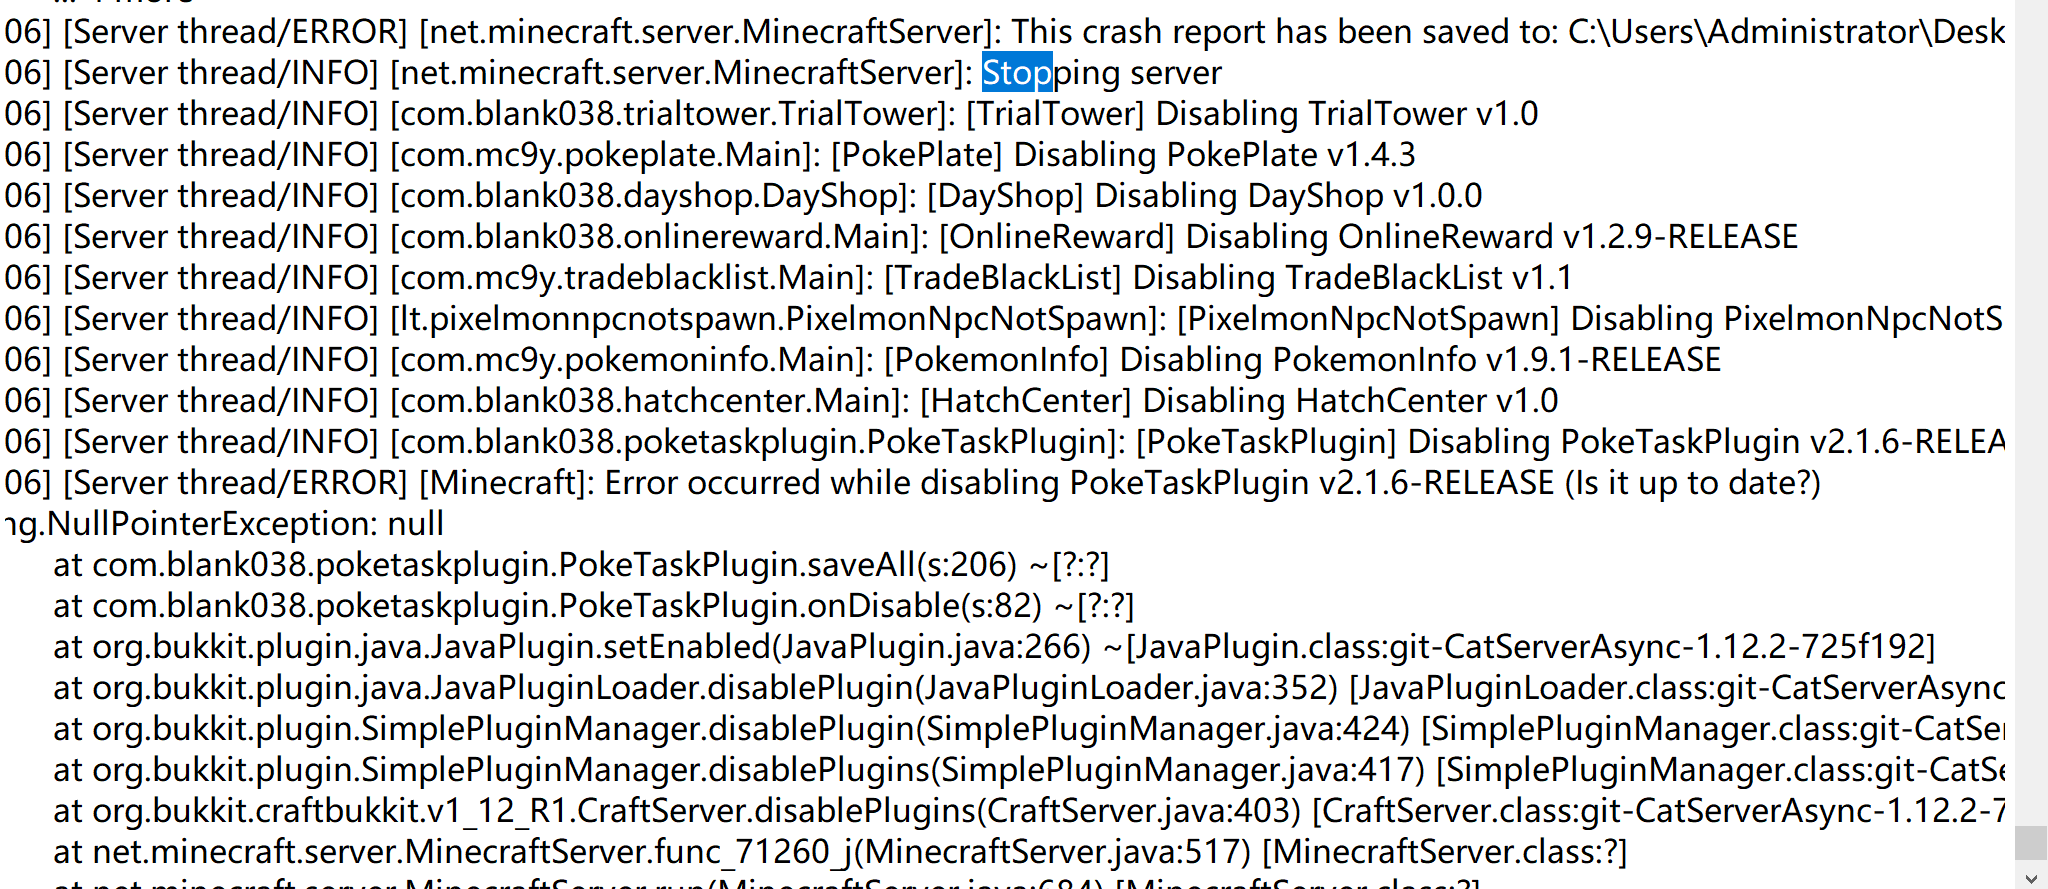 ... 4 more
06] [Server thread/ERROR] [net.minecraft.server.MinecraftServer]: This crash report has been saved to: C:\Users\Administrator\Desk
06] [Server thread/INFO] [net.minecraft.server.MinecraftServer]: Stopping server
06] [Server thread/INFO] [com.blank038.trialtower.TrialTower]: [TrialTower] Disabling TrialTower v1.0
06] [Server thread/INFO] [com.mc9y.pokeplate.Main]: [PokePlate] Disabling PokePlate v1.4.3
06] [Server thread/INFO] [com.blank038.dayshop.DayShop]: [DayShop] Disabling DayShop v1.0.0
06] [Server thread/INFO] [com.blank038.onlinereward.Main]: [OnlineReward] Disabling OnlineReward v1.2.9-RELEASE
06] [Server thread/INFO] [com.mc9y.tradeblacklist.Main]: [TradeBlackList] Disabling TradeBlackList v1.1
06] [Server thread/INFO] [lt.pixelmonnpcnotspawn.PixelmonNpcNotSpawn]: [PixelmonNpcNotSpawn] Disabling PixelmonNpcNotS
06] [Server thread/INFO] [com.mc9y.pokemoninfo.Main]: [PokemonInfo] Disabling PokemonInfo v1.9.1-RELEASE
06] [Server thread/INFO] [com.blank038.hatchcenter.Main]: [HatchCenter] Disabling HatchCenter v1.0
06] [Server thread/INFO] [com.blank038.poketaskplugin.PokeTaskPlugin]: [PokeTaskPlugin] Disabling PokeTaskPlugin v2.1.6-RELEA
06] [Server thread/ERROR] [Minecraft]: Error occurred while disabling PokeTaskPlugin v2.1.6-RELEASE (Is it up to date?)
ng.NullPointerException: null
at com.blank038.poketaskplugin.PokeTaskPlugin.saveAll(s:206) ~[?:?]
at com.blank038.poketaskplugin.PokeTaskPlugin.onDisable(s:82) ~[?:?]
at org.bukkit.plugin.java.JavaPlugin.setEnabled(JavaPlugin.java:266) ~[JavaPlugin.class:git-CatServerAsync-1.12.2-725f192]
at org.bukkit.plugin.java.JavaPluginLoader.disablePlugin(JavaPluginLoader.java:352) [JavaPluginLoader.class:git-CatServerAsync
at org.bukkit.plugin.SimplePluginManager.disablePlugin(SimplePluginManager.java:424) [SimplePluginManager.class:git-CatSer
at org.bukkit.plugin.SimplePluginManager.disablePlugins(SimplePluginManager.java:417) [SimplePluginManager.class:git-CatSe
at org.bukkit.craftbukkit.v1_12_R1.CraftServer.disablePlugins(CraftServer.java:403) [CraftServer.class:git-CatServerAsync-1.12.2-7
at net.minecraft.server.MinecraftServer.func_71260_j(MinecraftServer.java:517) [MinecraftServer.class:?]
at net.minecraft.server.MinecraftServer.run(MinecraftServer.java:684) [MinecraftServer.class:?]